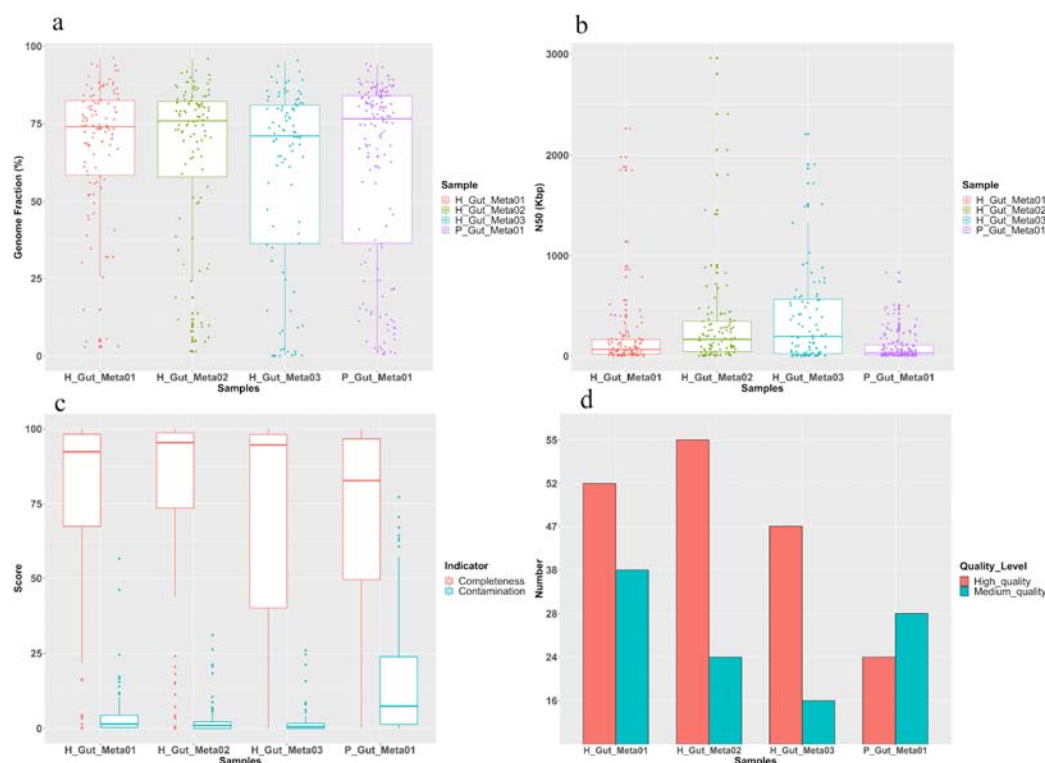 a
100
75
50
25
0
Genome Fraction (%)
H_Gut_Meta01 H_Gut_Meta02 H_Gut_Meta03 P_Gut_Meta01
Samples
Sample
H_Gut_Meta01
H_Gut_Meta02
H_Gut_Meta03
P_Gut_Meta01
b
3000
2000
1000
0
N50 (Kbp)
H_Gut_Meta01 H_Gut_Meta02 H_Gut_Meta03 P_Gut_Meta01
Samples
Sample
H_Gut_Meta01
H_Gut_Meta02
H_Gut_Meta03
P_Gut_Meta01
c
100
75
50
25
0
Score
H_Gut_Meta01 H_Gut_Meta02 H_Gut_Meta03 P_Gut_Meta01
Samples
Indicator
Completeness
Contamination
d
55
52
47
38
28
24
16
Number
H_Gut_Meta01 H_Gut_Meta02 H_Gut_Meta03 P_Gut_Meta01
Samples
Quality_Level
High_quality
Medium_quality